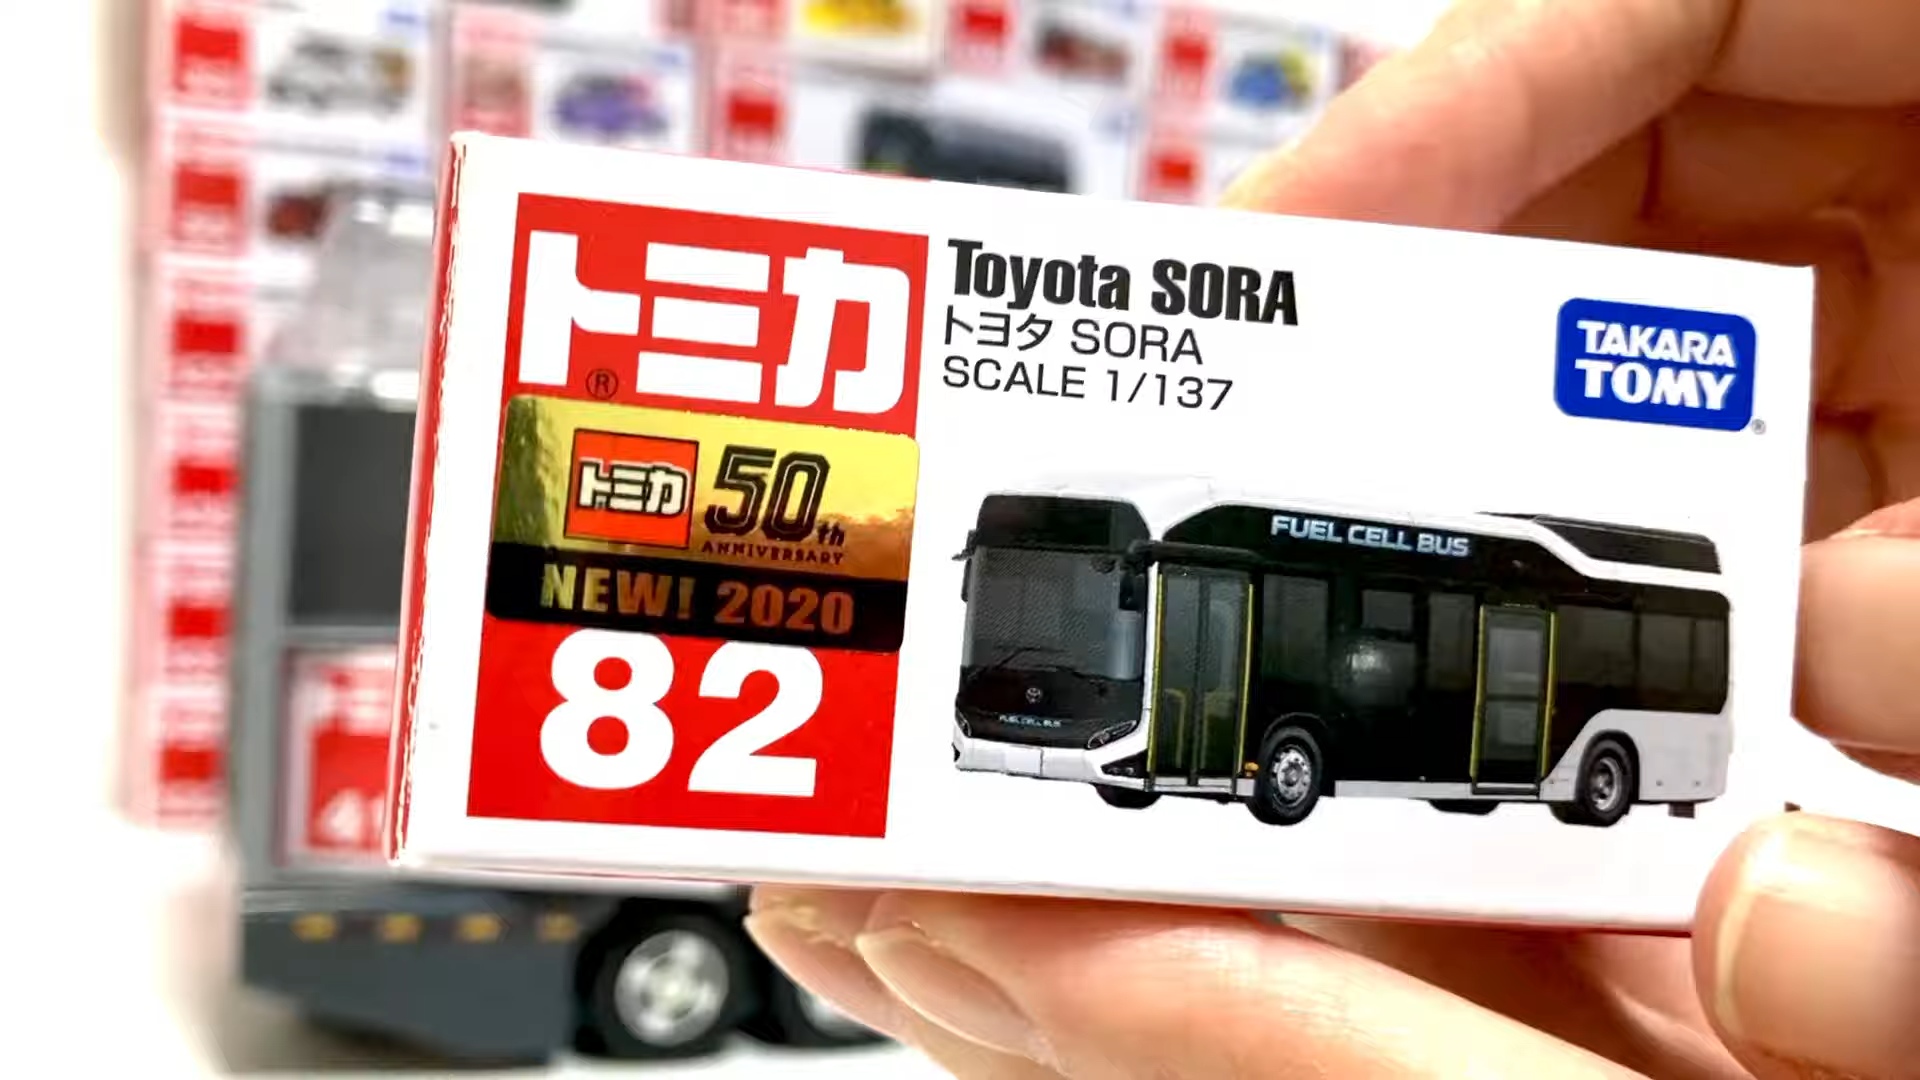 トミカ
®
トミカ 50th
ANNIVERSARY
NEW! 2020
82
Toyota SORA
トヨタ SORA
SCALE 1/137
TAKARA
TOMY
®
FUEL CELL BUS
FUEL CELL BUS